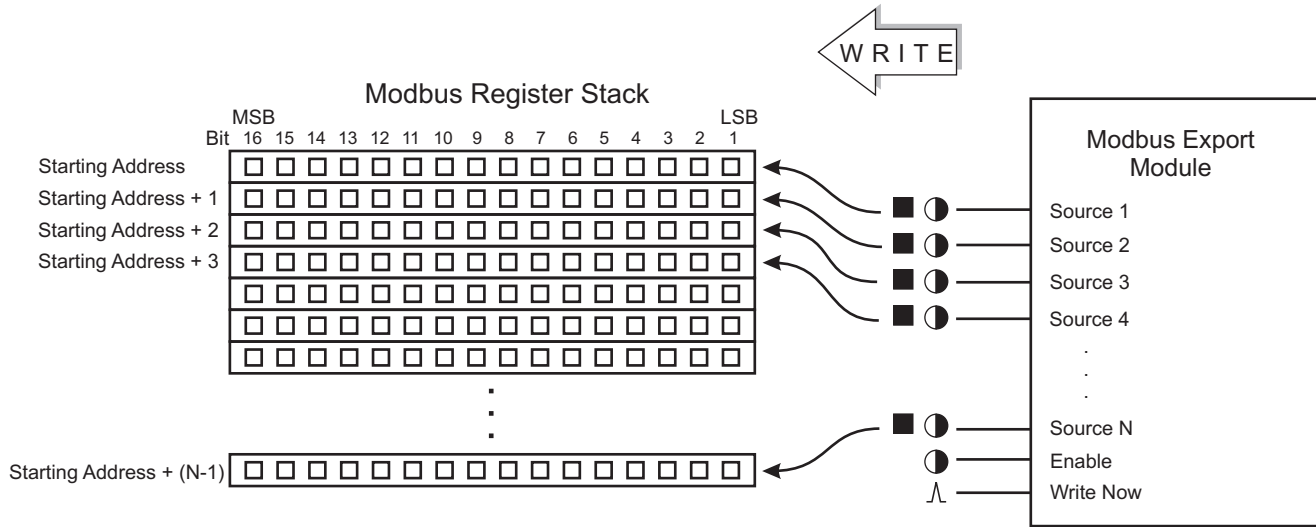 W R I T E
Modbus Register Stack
MSB LSB
Bit 16 15 14 13 12 11 10 9 8 7 6 5 4 3 2 1
Starting Address
Starting Address + 1
Starting Address + 2
Starting Address + 3
Starting Address + (N-1)
Modbus Export
Module
Source 1
Source 2
Source 3
Source 4
Source N
Enable
Write Now